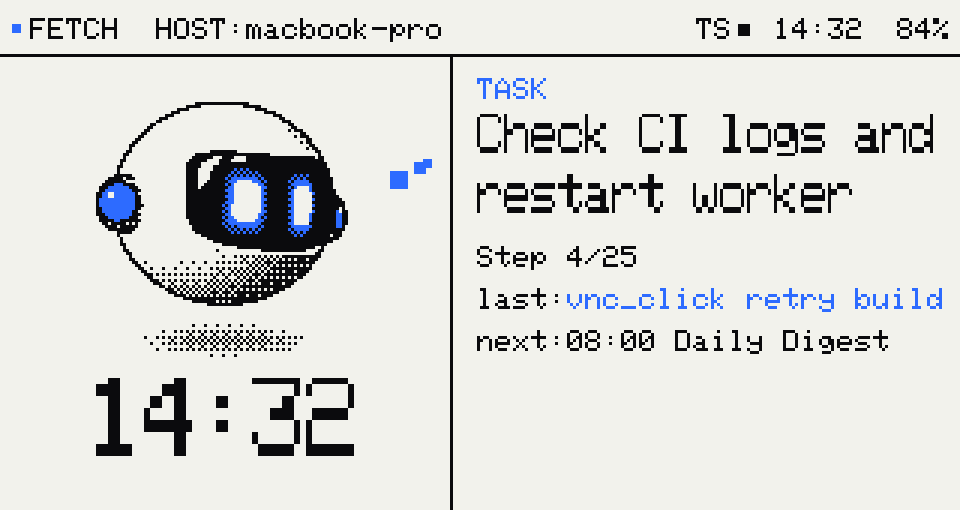 FETCH HOST:macbook-pro TS 14:32 84%
TASK
Check CI logs and
restart worker
Step 4/25
last:vnc_click retry build
next:08:00 Daily Digest
14:32